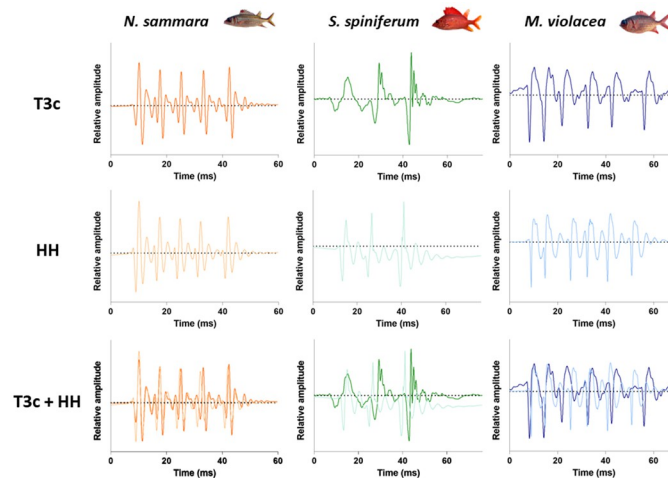 N. sammara S. spiniferum M. violacea
T3c
Relative amplitude Relative amplitude Relative amplitude
0 20 40 60 0 20 40 60 80 0 20 40 60
Time (ms) Time (ms) Time (ms)
HH
Relative amplitude Relative amplitude Relative amplitude
0 20 40 60 0 20 40 60 0 20 40 60
Time (ms) Time (ms) Time (ms)
T3c + HH
Relative amplitude Relative amplitude Relative amplitude
0 20 40 60 0 20 40 60 0 20 40 60
Time (ms) Time (ms) Time (ms)